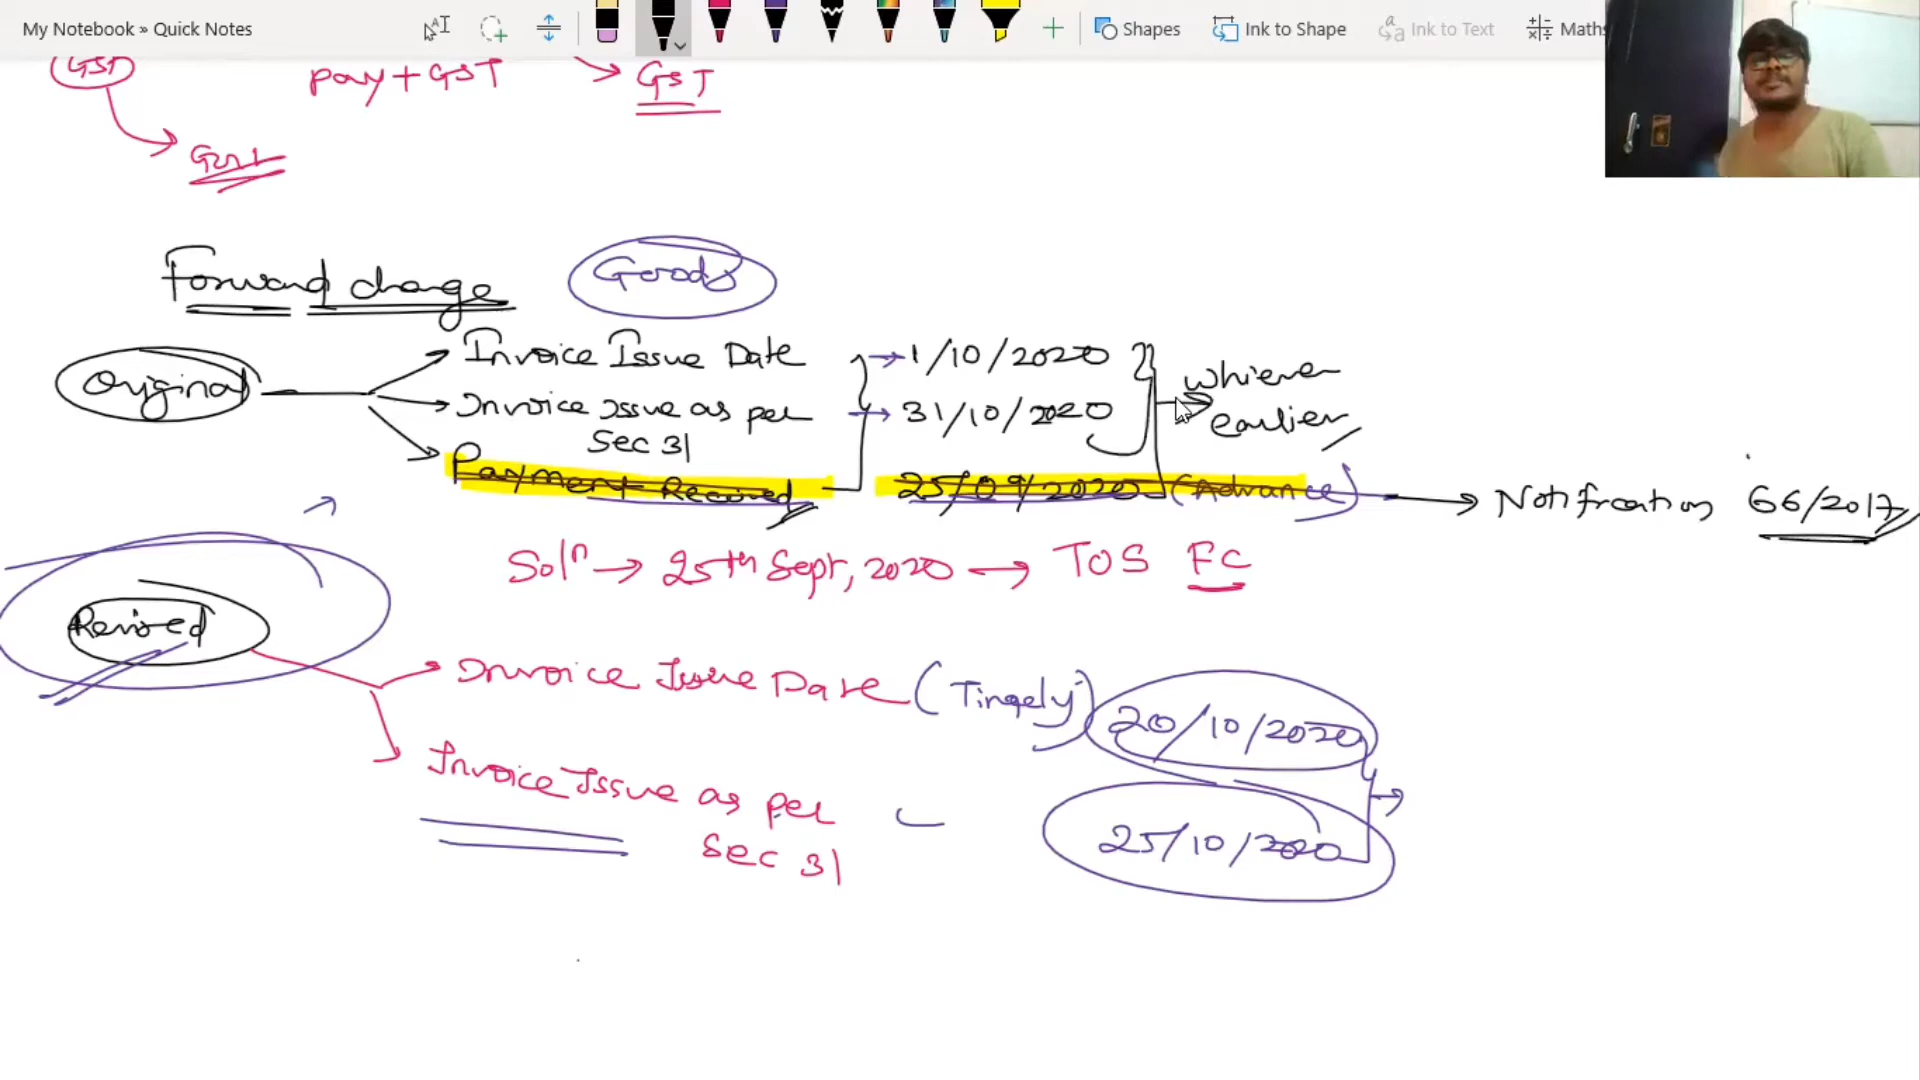 My Notebook » Quick Notes
Shapes
Ink to Shape
Ink to Text
Maths
GST
pay + GST
GST
GST
Forward charge
Goods
Original
Invoice Issue Date
1/10/2020
Invoice Issue as per
Sec 31
31/10/2020
Whiever
earlier
Payment Received
25/09/2020 (Advance)
Notification 66/2017
Solⁿ → 25th Sept, 2020 → TOS FC
Revised
Invoice Issue Date (Timely)
20/10/2020
Invoice Issue as per
Sec 31
25/10/2020